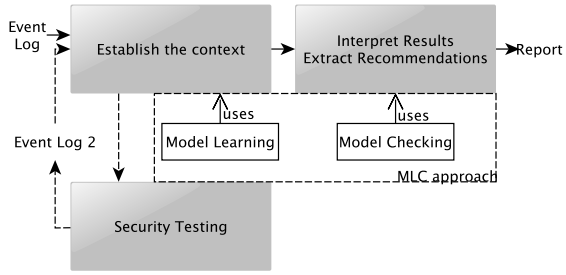 Event
Log
Establish the context
Interpret Results
Extract Recommendations
Report
uses
uses
Event Log 2
Model Learning
Model Checking
MLC approach
Security Testing